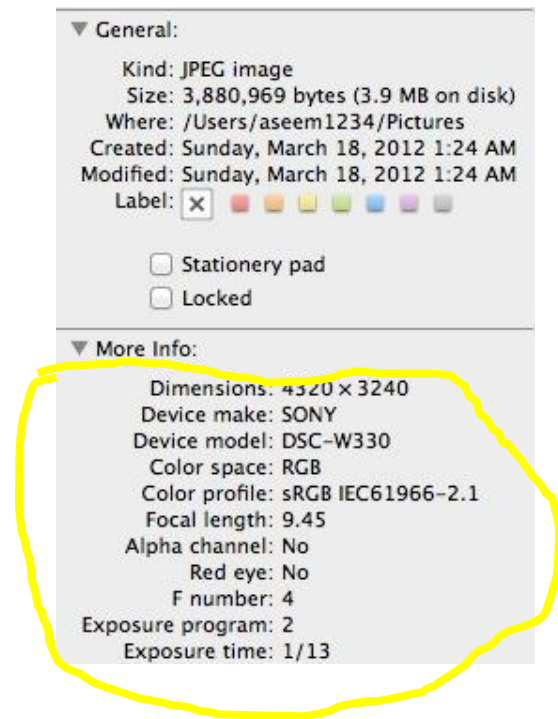 General:
Kind: JPEG image
Size: 3,880,969 bytes (3.9 MB on disk)
Where: /Users/aseem1234/Pictures
Created: Sunday, March 18, 2012 1:24 AM
Modified: Sunday, March 18, 2012 1:24 AM
Label:
Stationery pad
Locked
More Info:
Dimensions: 4320 × 3240
Device make: SONY
Device model: DSC-W330
Color space: RGB
Color profile: sRGB IEC61966-2.1
Focal length: 9.45
Alpha channel: No
Red eye: No
F number: 4
Exposure program: 2
Exposure time: 1/13